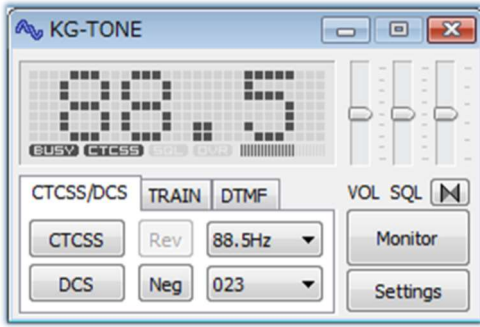 KG-TONE
88.5
BUSY CTCSS SQL OVR
CTCSS/DCS TRAIN DTMF
VOL SQL
CTCSS Rev 88.5Hz
Monitor
DCS Neg 023
Settings